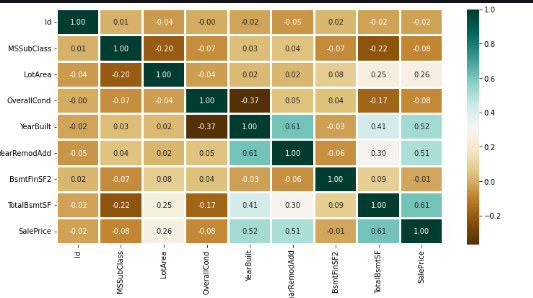 Id 1.00 0.01 -0.04 -0.00 -0.02 -0.05 0.02 -0.02 -0.02
MSSubClass 0.01 1.00 -0.20 -0.07 0.03 0.04 -0.07 -0.22 -0.08
LotArea -0.04 -0.20 1.00 -0.04 0.02 0.02 0.08 0.25 0.26
OverallCond -0.00 -0.07 -0.04 1.00 -0.37 0.05 0.04 -0.17 -0.08
YearBuilt -0.02 0.03 0.02 -0.37 1.00 0.61 -0.03 0.41 0.52
earRemodAdd -0.05 0.04 0.02 0.05 0.61 1.00 -0.06 0.30 0.51
BsmtFinSF2 0.02 -0.07 0.08 0.04 -0.03 -0.06 1.00 0.09 -0.01
TotalBsmtSF -0.02 -0.22 0.25 -0.17 0.41 0.30 0.09 1.00 0.61
SalePrice -0.02 -0.08 0.26 -0.08 0.52 0.51 -0.01 0.61 1.00
Id MSSubClass LotArea OverallCond YearBuilt earRemodAdd BsmtFinSF2 TotalBsmtSF SalePrice
1.0
0.8
0.6
0.4
0.2
0.0
−0.2